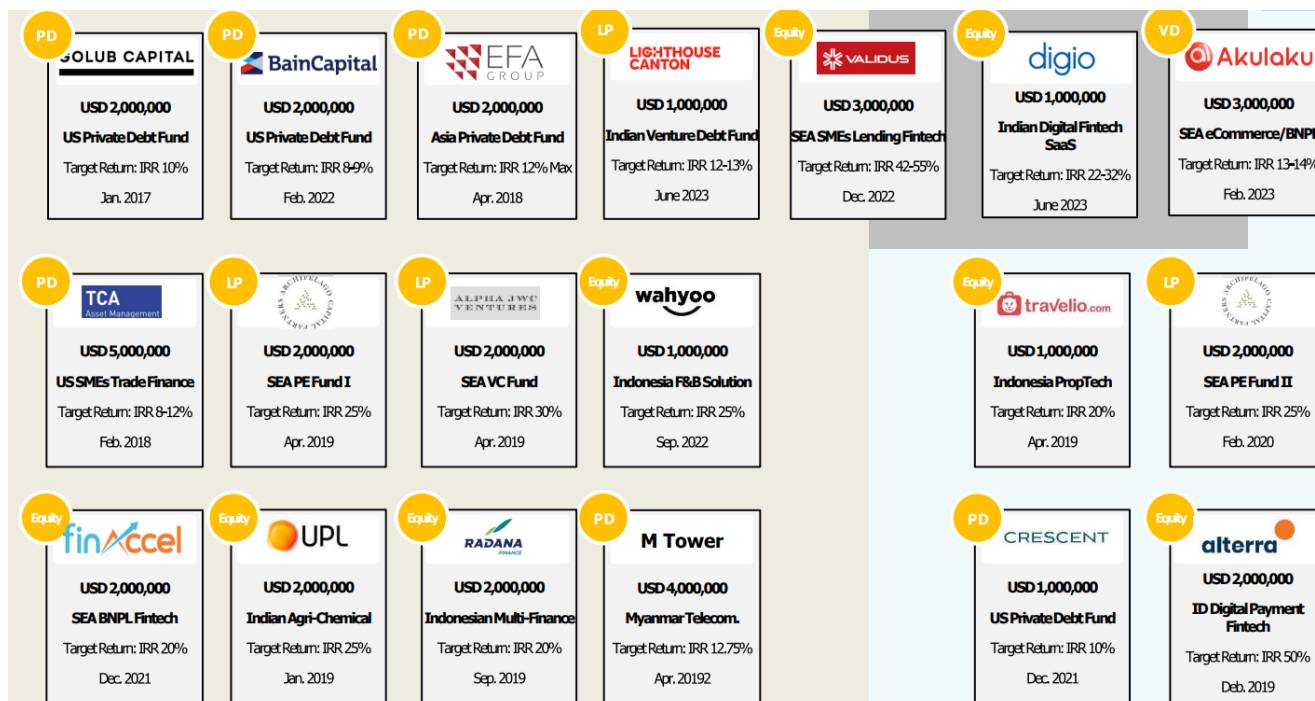 PD
GOLUB CAPITAL
USD 2,000,000
US Private Debt Fund
Target Return: IRR 10%
Jan. 2017
PD
BainCapital
USD 2,000,000
US Private Debt Fund
Target Return: IRR 8-9%
Feb. 2022
PD
EFA
GROUP
USD 2,000,000
Asia Private Debt Fund
Target Return: IRR 12% Max
Apr. 2018
LP
LIGHTHOUSE
CANTON
USD 1,000,000
Indian Venture Debt Fund
Target Return: IRR 12-13%
June 2023
Equity
VALIDUS
USD 3,000,000
SEA SMEs Lending Fintech
Target Return: IRR 42-55%
Dec. 2022
Equity
digio
USD 1,000,000
Indian Digital Fintech
SaaS
Target Return: IRR 22-32%
June 2023
VD
Akulaku
USD 3,000,000
SEA eCommerce/BNPL
Target Return: IRR 13-14%
Feb. 2023
PD
TCA
Asset Management
USD 5,000,000
US SMEs Trade Finance
Target Return: IRR 8-12%
Feb. 2018
LP
ARCHIPELAGO CAPITAL PARTNERS
USD 2,000,000
SEA PE Fund I
Target Return: IRR 25%
Apr. 2019
LP
ALPHA JWC
VENTURES
USD 2,000,000
SEA VC Fund
Target Return: IRR 30%
Apr. 2019
Equity
wahyoo
USD 1,000,000
Indonesia F&B Solution
Target Return: IRR 25%
Sep. 2022
Equity
travelio.com
USD 1,000,000
Indonesia PropTech
Target Return: IRR 20%
Apr. 2019
LP
ARCHIPELAGO CAPITAL PARTNERS
USD 2,000,000
SEA PE Fund II
Target Return: IRR 25%
Feb. 2020
Equity
finAccel
USD 2,000,000
SEA BNPL Fintech
Target Return: IRR 20%
Dec. 2021
Equity
UPL
USD 2,000,000
Indian Agri-Chemical
Target Return: IRR 25%
Jan. 2019
Equity
RADANA
FINANCE
USD 2,000,000
Indonesian Multi-Finance
Target Return: IRR 20%
Sep. 2019
PD
M Tower
USD 4,000,000
Myanmar Telecom.
Target Return: IRR 12.75%
Apr. 20192
PD
CRESCENT
USD 1,000,000
US Private Debt Fund
Target Return: IRR 10%
Dec. 2021
Equity
alterra
USD 2,000,000
ID Digital Payment
Fintech
Target Return: IRR 50%
Deb. 2019